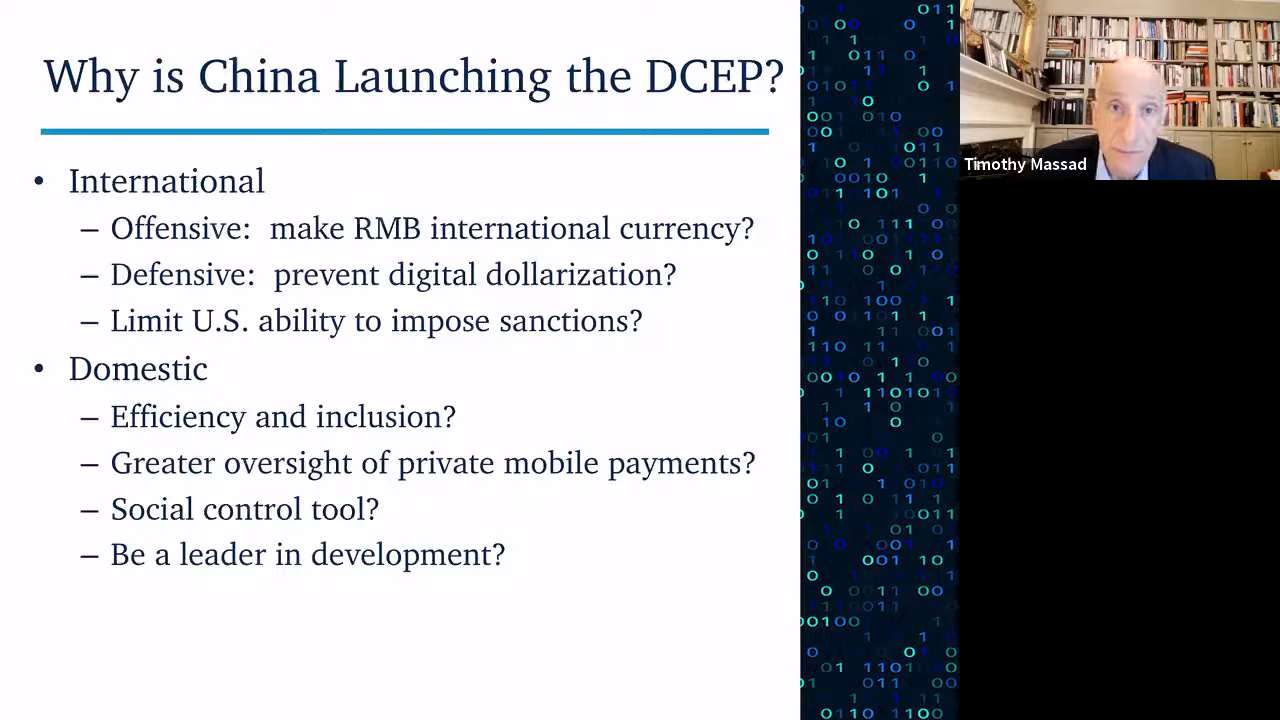 Why is China Launching the DCEP?
• International
– Offensive:  make RMB international currency?
– Defensive:  prevent digital dollarization?
– Limit U.S. ability to impose sanctions?
• Domestic
– Efficiency and inclusion?
– Greater oversight of private mobile payments?
– Social control tool?
– Be a leader in development?
Timothy Massad